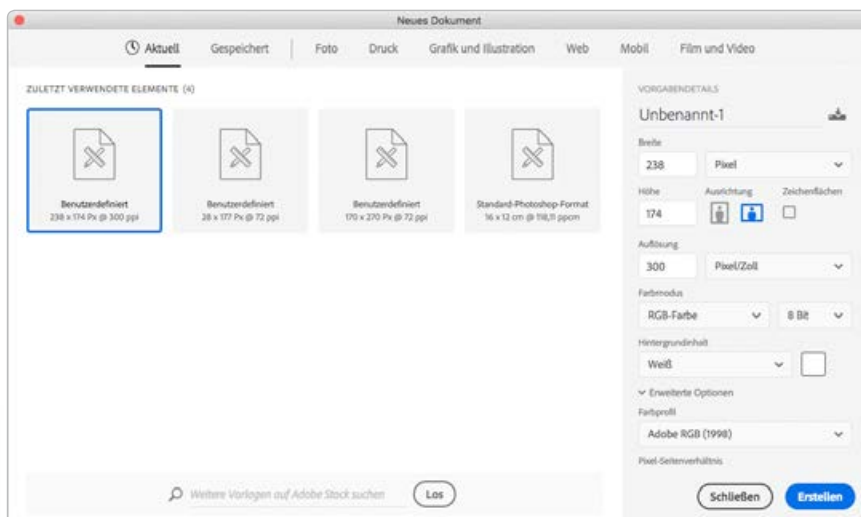 Neues Dokument
Aktuell Gespeichert Foto Druck Grafik und Illustration Web Mobil Film und Video
ZULETZT VERWENDETE ELEMENTE (4)
Benutzerdefiniert
238 x 174 Px @ 300 ppi
Benutzerdefiniert
28 x 177 Px @ 72 ppi
Benutzerdefiniert
170 x 270 Px @ 72 ppi
Standard-Photoshop-Format
16 x 12 cm @ 118,11 ppcm
Weitere Vorlagen auf Adobe Stock suchen Los
VORGABENDETAILS
Unbenannt-1
Breite
238 Pixel
Höhe Ausrichtung Zeichenflächen
174
Auflösung
300 Pixel/Zoll
Farbmodus
RGB-Farbe 8 Bit
Hintergrundinhalt
Weiß
Erweiterte Optionen
Farbprofil
Adobe RGB (1998)
Pixel-Seitenverhältnis
Schließen Erstellen